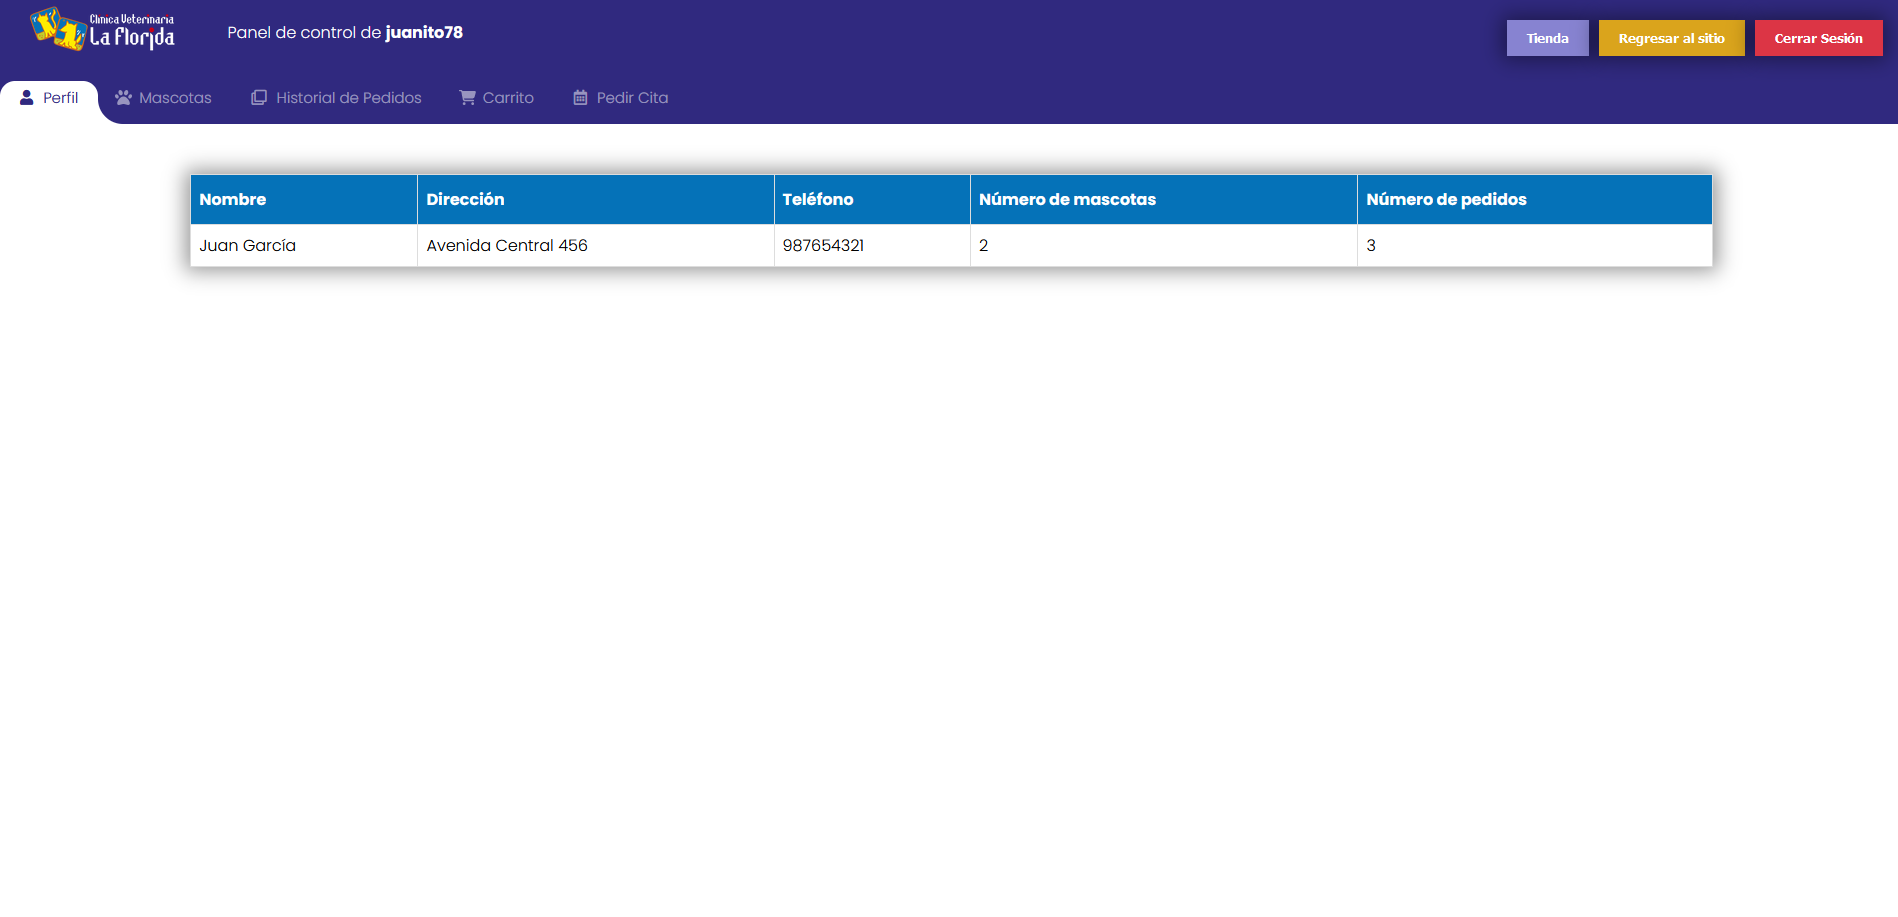 Clinica Veterinaria
La Florida
Panel de control de juanito78
Tienda
Regresar al sitio
Cerrar Sesión
Perfil
Mascotas
Historial de Pedidos
Carrito
Pedir Cita
Nombre Dirección Teléfono Número de mascotas Número de pedidos
Juan García Avenida Central 456 987654321 2 3